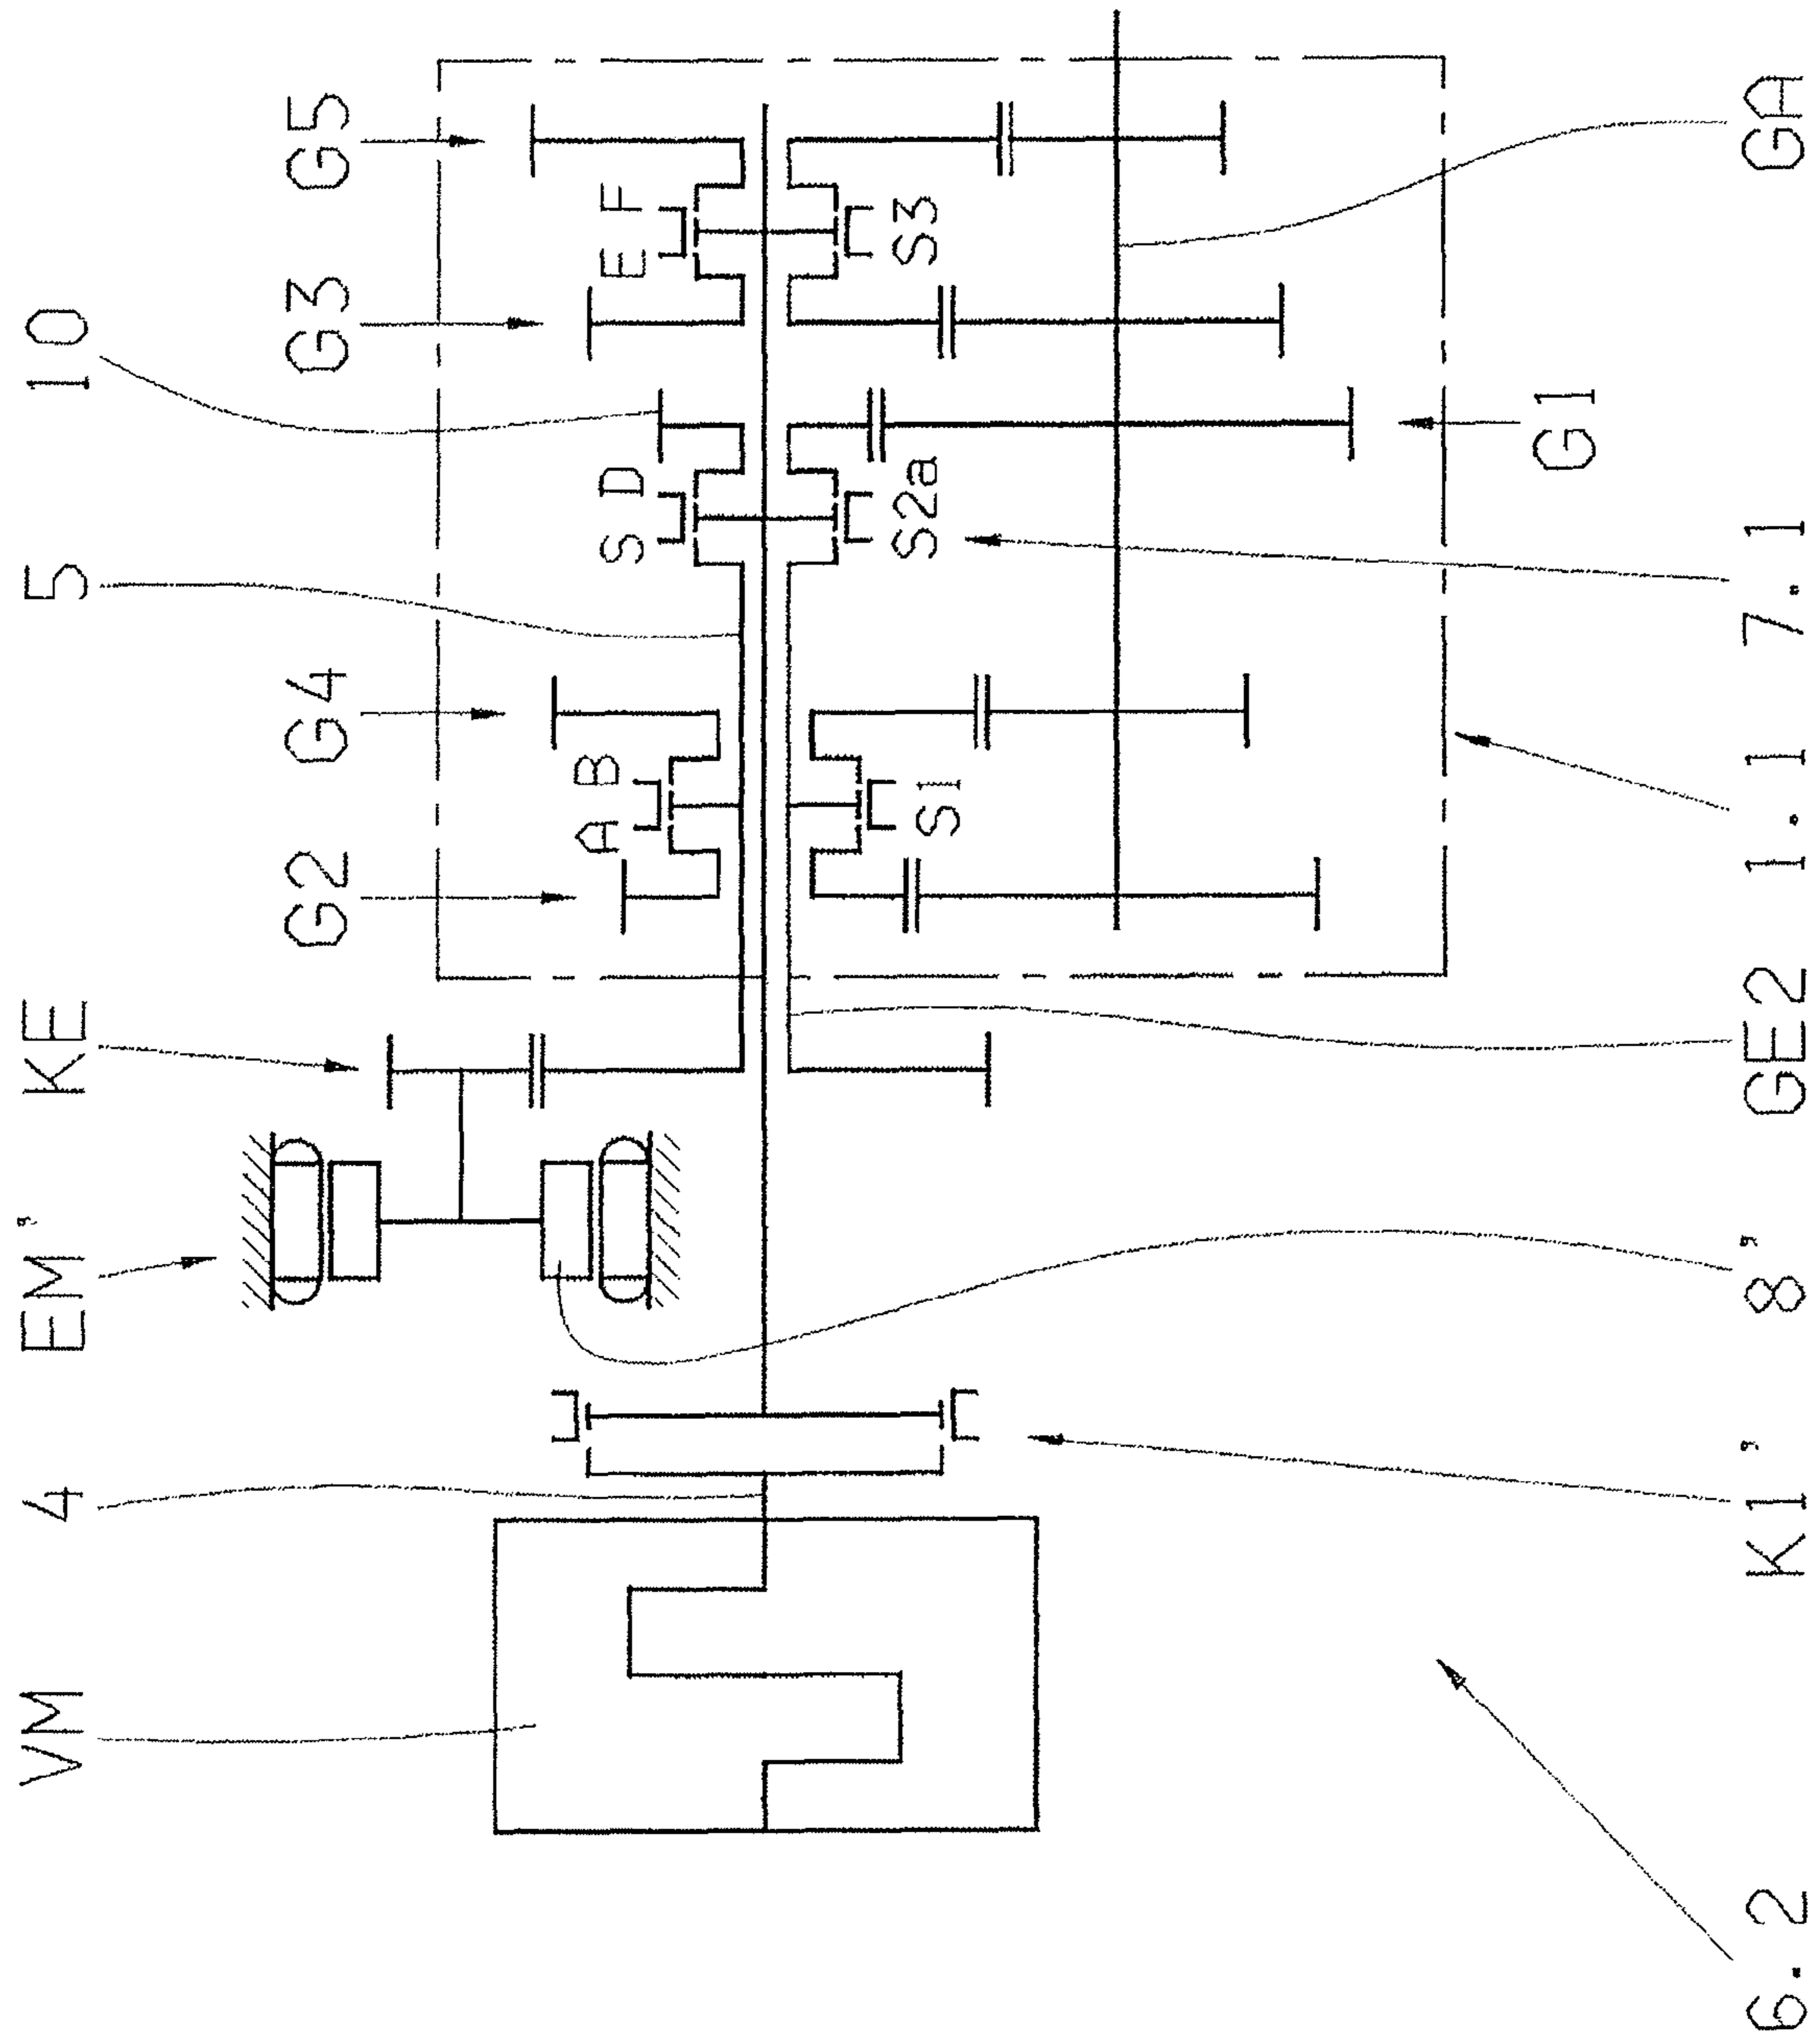 VM 4 EM' KE 5 10
G2 G4 G3 G5
A B S D E F
S1 S2a S3
G1
6.2 K1' 8' GE2 1.1 7.1 GA